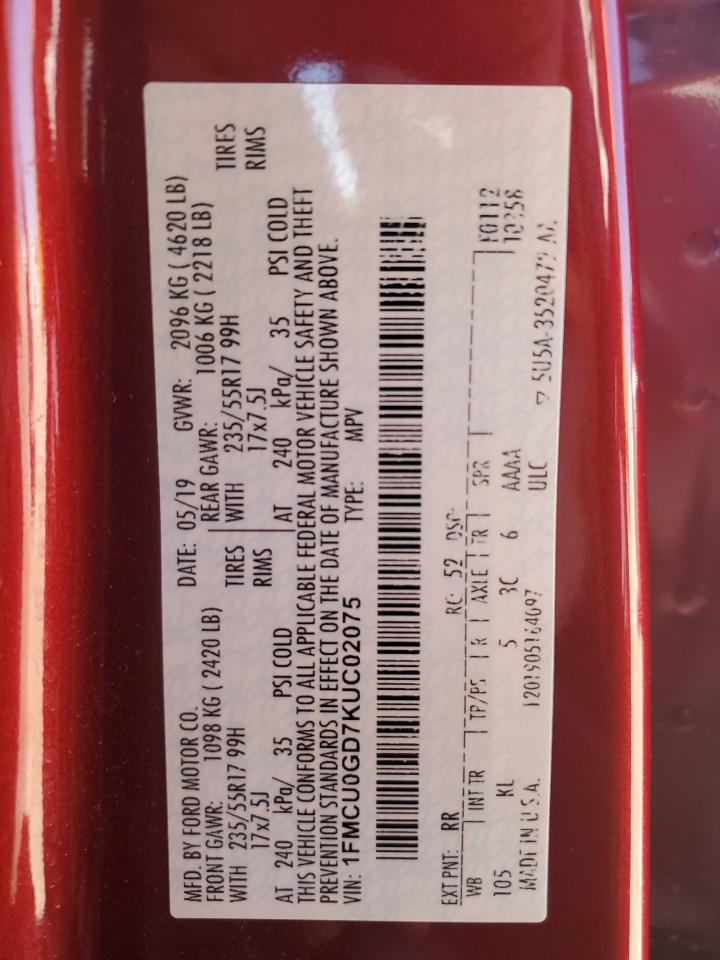 MFD. BY FORD MOTOR CO. DATE: 05/19 GVWR: 2096 KG ( 4620 LB)
FRONT GAWR: 1098 KG ( 2420 LB) REAR GAWR: 1006 KG ( 2218 LB)
WITH 235/55R17 99H TIRES WITH 235/55R17 99H TIRES
17x7.5J RIMS 17x7.5J RIMS
AT 240 kPa/ 35 PSI COLD AT 240 kPa/ 35 PSI COLD
THIS VEHICLE CONFORMS TO ALL APPLICABLE FEDERAL MOTOR VEHICLE SAFETY AND THEFT
PREVENTION STANDARDS IN EFFECT ON THE DATE OF MANUFACTURE SHOWN ABOVE.
VIN: 1FMCU0GD7KUC02075 TYPE: MPV
EXT PNT: RR RC: 52 DSO:
WB INT TR TP/PS R AXLE TR SPR F0112
105 KL 5 3C 6 AAAA
MADE IN U.S.A. ULC